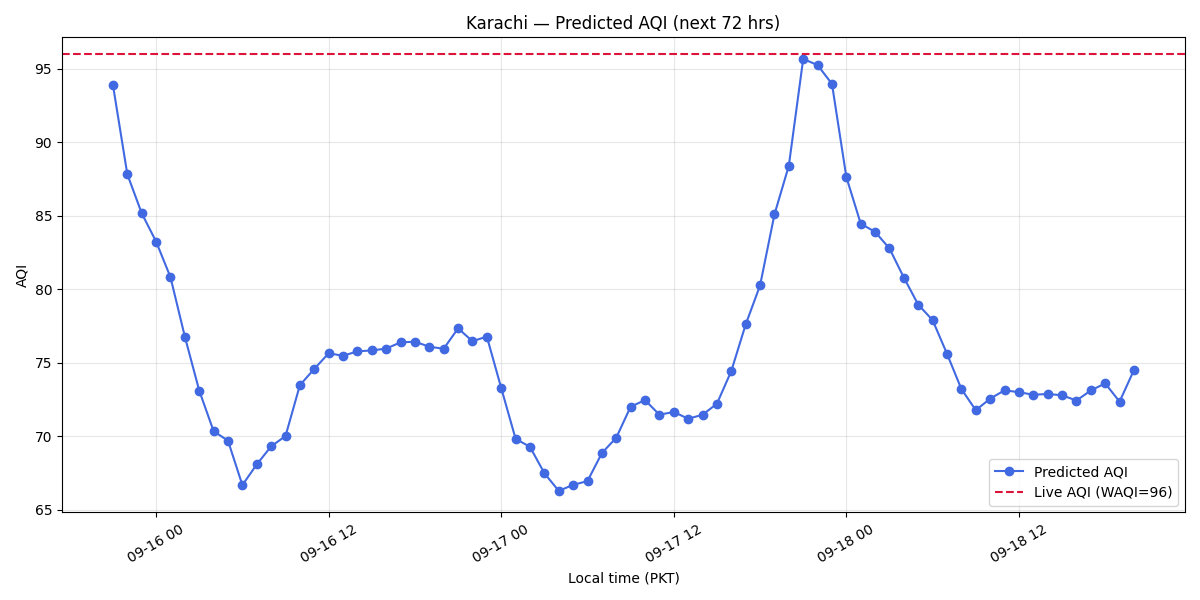 Karachi — Predicted AQI (next 72 hrs)
AQI
95
90
85
80
75
70
65
09-16 00
09-16 12
09-17 00
09-17 12
09-18 00
09-18 12
Local time (PKT)
Predicted AQI
Live AQI (WAQI=96)